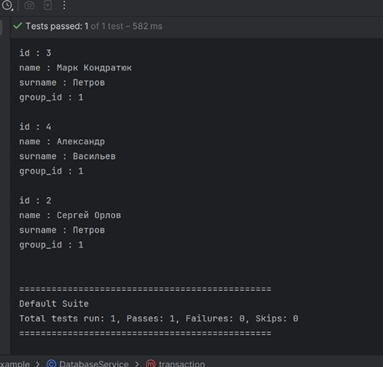 Tests passed: 1 of 1 test – 582 ms
id : 3
name : Марк Кондратюк
surname : Петров
group_id : 1
id : 4
name : Александр
surname : Васильев
group_id : 1
id : 2
name : Сергей Орлов
surname : Петров
group_id : 1
===============================================
Default Suite
Total tests run: 1, Passes: 1, Failures: 0, Skips: 0
===============================================
xample > DatabaseService > transaction